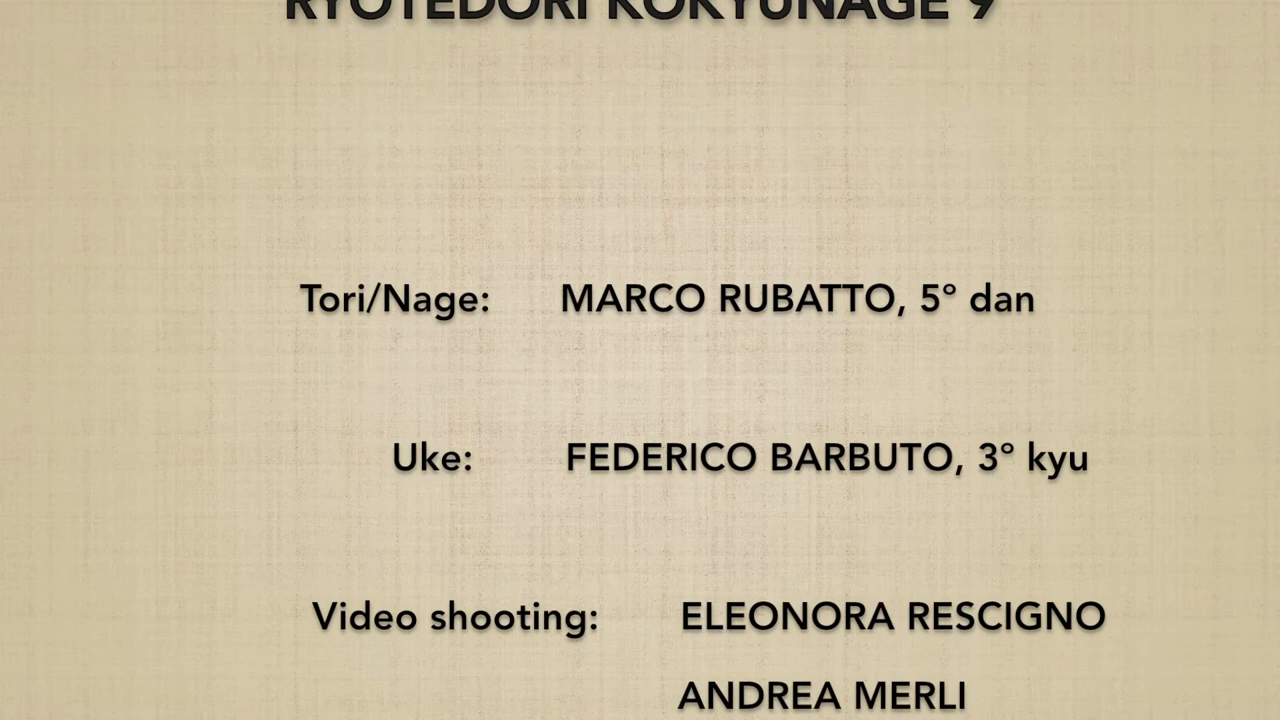 RYOTEDORI KOKYUNAGE 9
Tori/Nage: MARCO RUBATTO, 5° dan
Uke: FEDERICO BARBUTO, 3° kyu
Video shooting: ELEONORA RESCIGNO
ANDREA MERLI